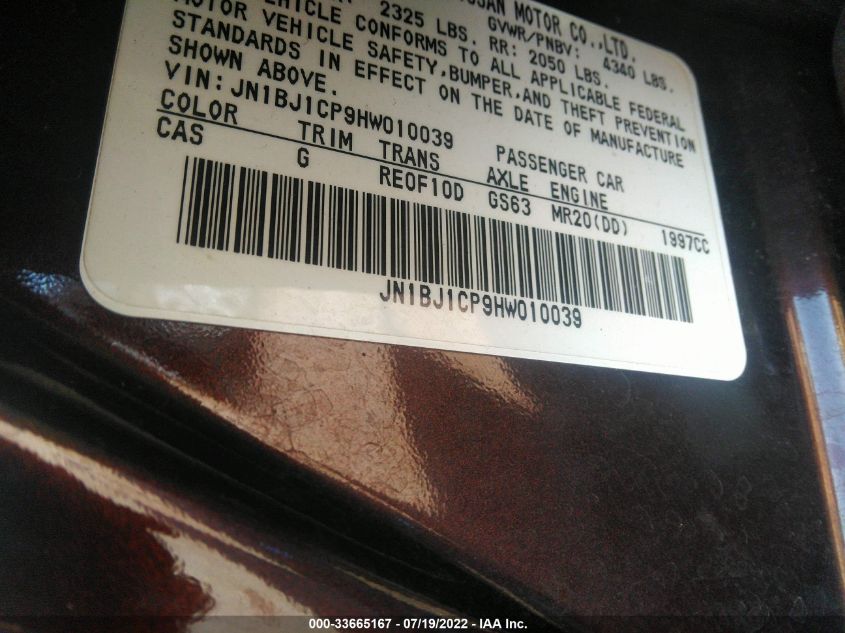 MOTOR CO.,LTD.
GVWR/PNBV: 4340 LBS.
2325 LBS. RR: 2050 LBS.
VEHICLE CONFORMS TO ALL APPLICABLE FEDERAL
MOTOR VEHICLE SAFETY,BUMPER,AND THEFT PREVENTION
STANDARDS IN EFFECT ON THE DATE OF MANUFACTURE
SHOWN ABOVE.
VIN:JN1BJ1CP9HW010039 PASSENGER CAR
COLOR TRIM TRANS AXLE ENGINE
CAS G RE0F10D GS63 MR20(DD) 1997CC
JN1BJ1CP9HW010039
000-33665167 - 07/19/2022 - IAA Inc.